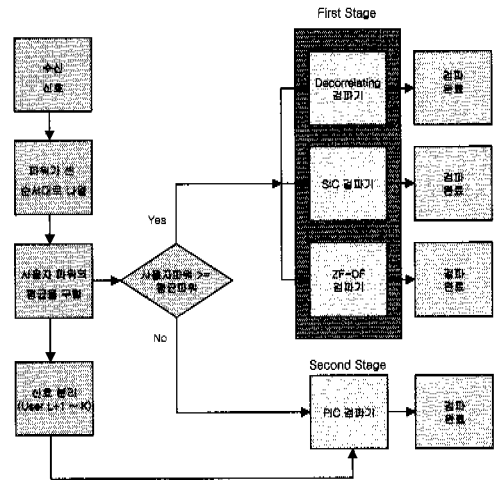 First Stage
수신
신호
Decorrelating
검파기
검파
완료
파워가 센
순서대로 나열
Yes
SIC 검파기
검파
완료
사용자 파워의
평균을 구함
사용자파워 >=
평균파워
ZF-DF
검파기
검파
완료
No
Second Stage
신호 분리
(User L+1 ~ K)
PIC 검파기
검파
완료